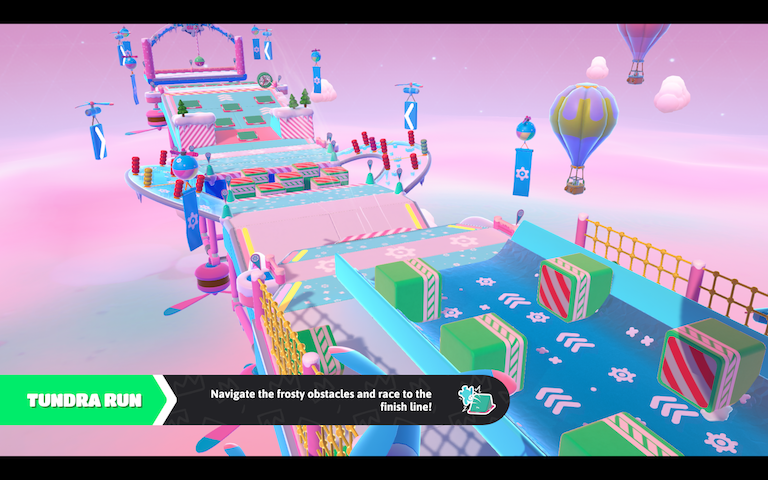 TUNDRA RUN
Navigate the frosty obstacles and race to the
finish line!